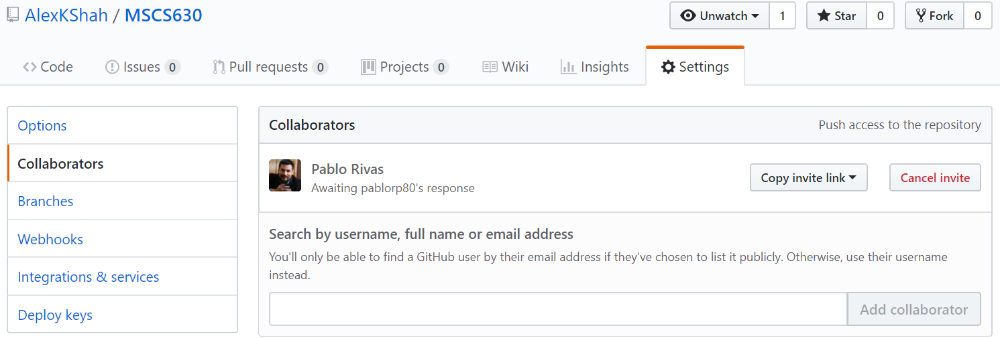 AlexKShah / MSCS630
Unwatch 1 Star 0 Fork 0
Code Issues 0 Pull requests 0 Projects 0 Wiki Insights Settings
Options
Collaborators
Branches
Webhooks
Integrations & services
Deploy keys
Collaborators Push access to the repository
Pablo Rivas
Awaiting pablorp80's response
Copy invite link Cancel invite
Search by username, full name or email address
You'll only be able to find a GitHub user by their email address if they've chosen to list it publicly. Otherwise, use their username
instead.
Add collaborator